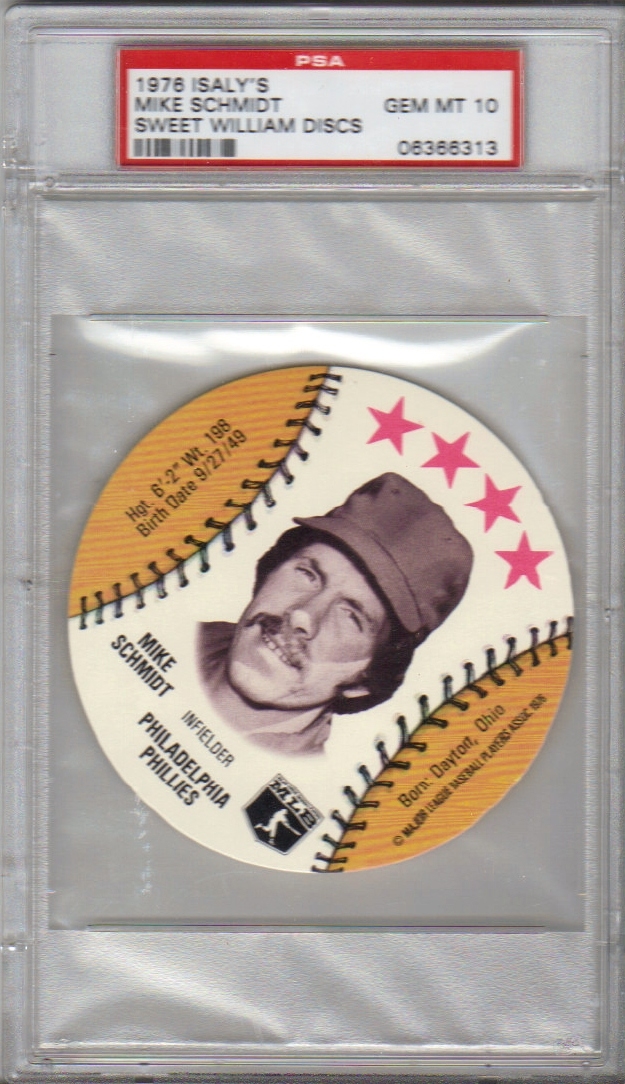 PSA
1976 ISALY'S
MIKE SCHMIDT GEM MT 10
SWEET WILLIAM DISCS
06366313
Hgt. 6'-2" Wt. 198
Birth Date 9/27/49
MIKE
SCHMIDT
INFIELDER
PHILADELPHIA
PHILLIES
Born: Dayton, Ohio
© MAJOR LEAGUE BASEBALL PLAYERS ASSOC. 1976